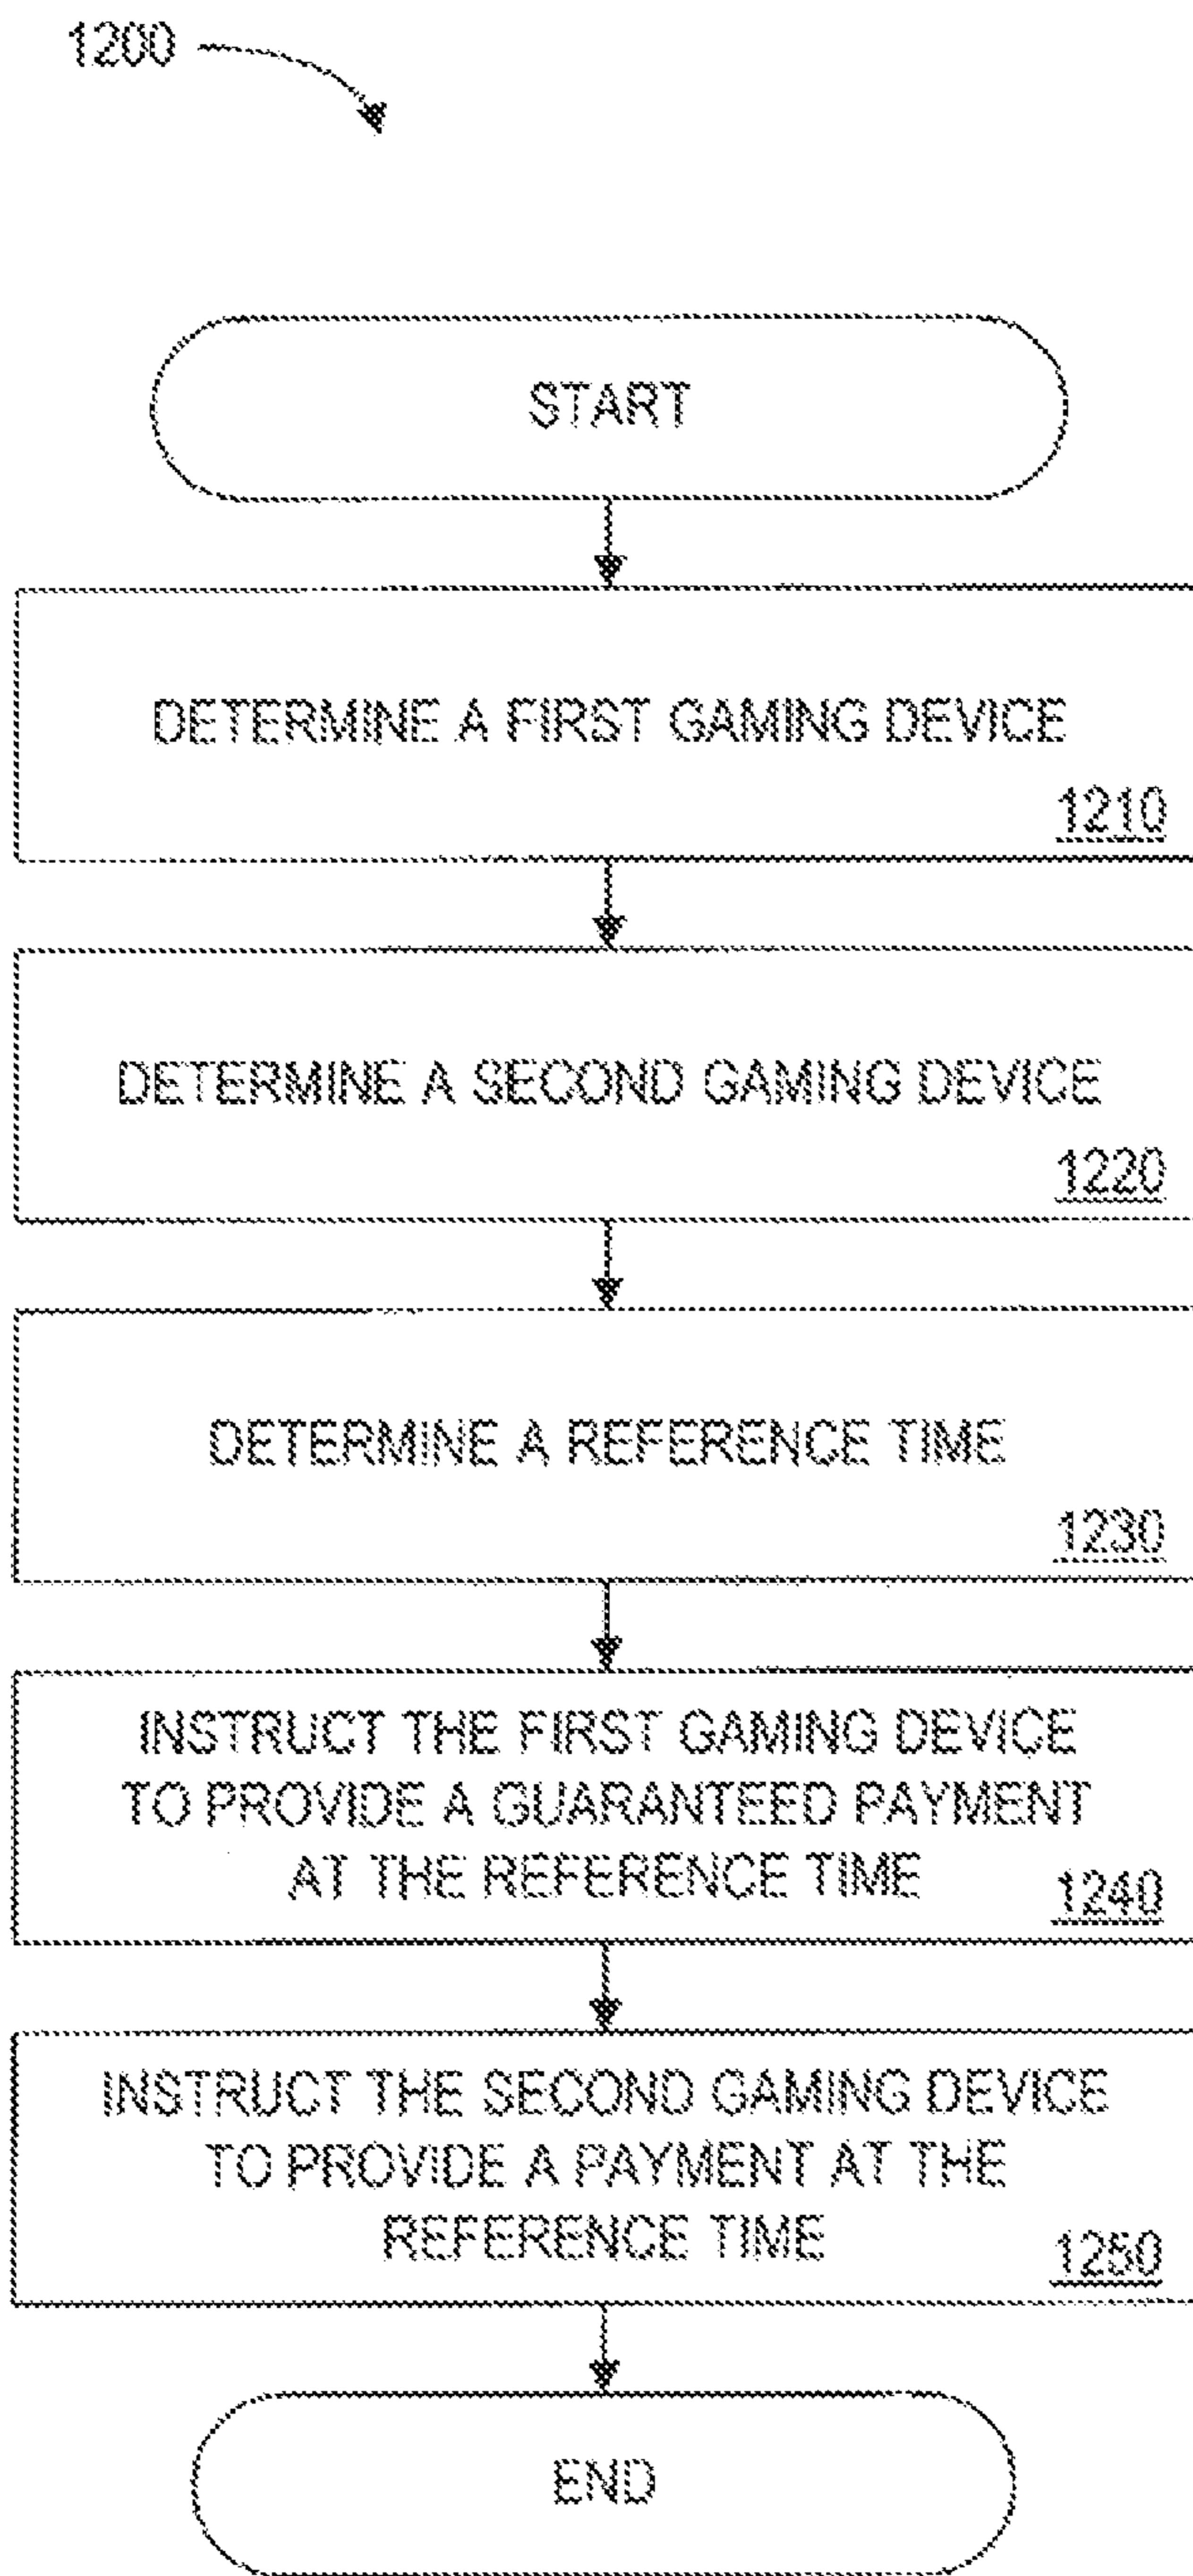 1200
START
DETERMINE A FIRST GAMING DEVICE
1210
DETERMINE A SECOND GAMING DEVICE
1220
DETERMINE A REFERENCE TIME
1230
INSTRUCT THE FIRST GAMING DEVICE
TO PROVIDE A GUARANTEED PAYMENT
AT THE REFERENCE TIME
1240
INSTRUCT THE SECOND GAMING DEVICE
TO PROVIDE A PAYMENT AT THE
REFERENCE TIME
1250
END